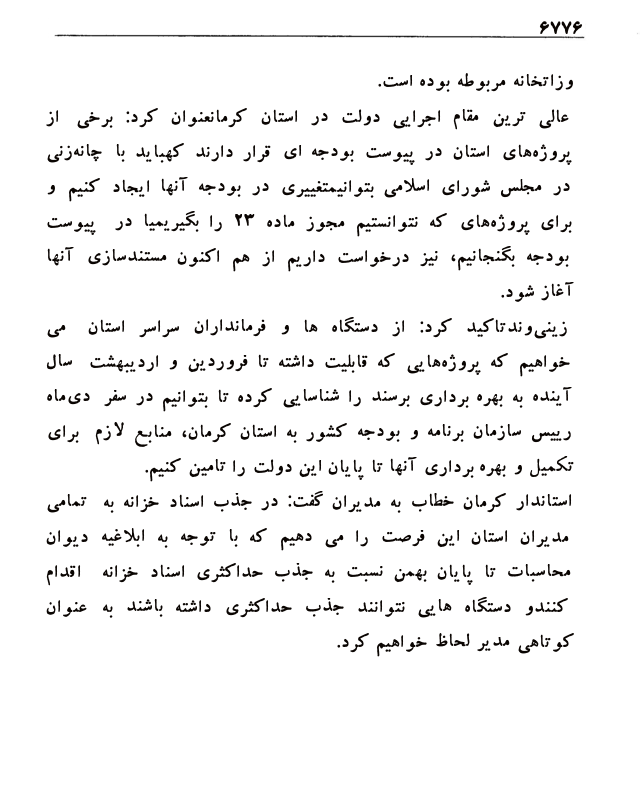 ۶۷۷۶
وزاتخانه مربوطه بوده است.
عالی ترین مقام اجرایی دولت در استان کرمانعنوان کرد: برخی از
پروژه‌های استان در پیوست بودجه ای قرار دارند کهباید با چانه‌زنی
در مجلس شورای اسلامی بتوانیمتغییری در بودجه آنها ایجاد کنیم و
برای پروژه‌های که نتوانستیم مجوز ماده ۲۳ را بگیریمیا در پیوست
بودجه بگنجانیم، نیز درخواست داریم از هم اکنون مستندسازی آنها
آغاز شود.
زینی‌وندتاکید کرد: از دستگاه ها و فرمانداران سراسر استان می
خواهیم که پروژه‌هایی که قابلیت داشته تا فروردین و اردیبهشت سال
آینده به بهره برداری برسند را شناسایی کرده تا بتوانیم در سفر دی‌ماه
رییس سازمان برنامه و بودجه کشور به استان کرمان، منابع لازم برای
تکمیل و بهره برداری آنها تا پایان این دولت را تامین کنیم.
استاندار کرمان خطاب به مدیران گفت: در جذب اسناد خزانه به تمامی
مدیران استان این فرصت را می دهیم که با توجه به ابلاغیه دیوان
محاسبات تا پایان بهمن نسبت به جذب حداکثری اسناد خزانه اقدام
کنندو دستگاه هایی نتوانند جذب حداکثری داشته باشند به عنوان
کوتاهی مدیر لحاظ خواهیم کرد.